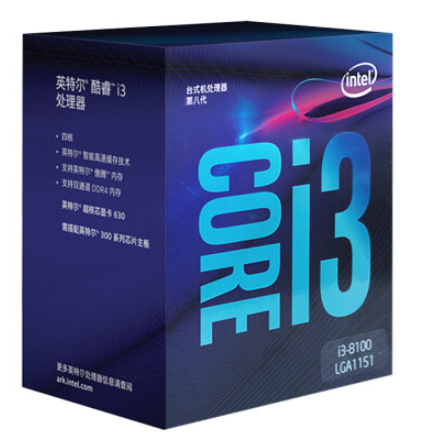 英特尔® 酷睿™ i3
处理器
• 四核
• 英特尔® 智能高速缓存技术
• 支持英特尔® 傲腾™ 内存
• 支持双通道 DDR4 内存
英特尔® 超核芯显卡 630
需搭配英特尔® 300 系列芯片主板
更多英特尔处理器信息请查阅
ark.intel.com
台式机处理器
第八代
intel
CORE i3
i3-8100
LGA1151